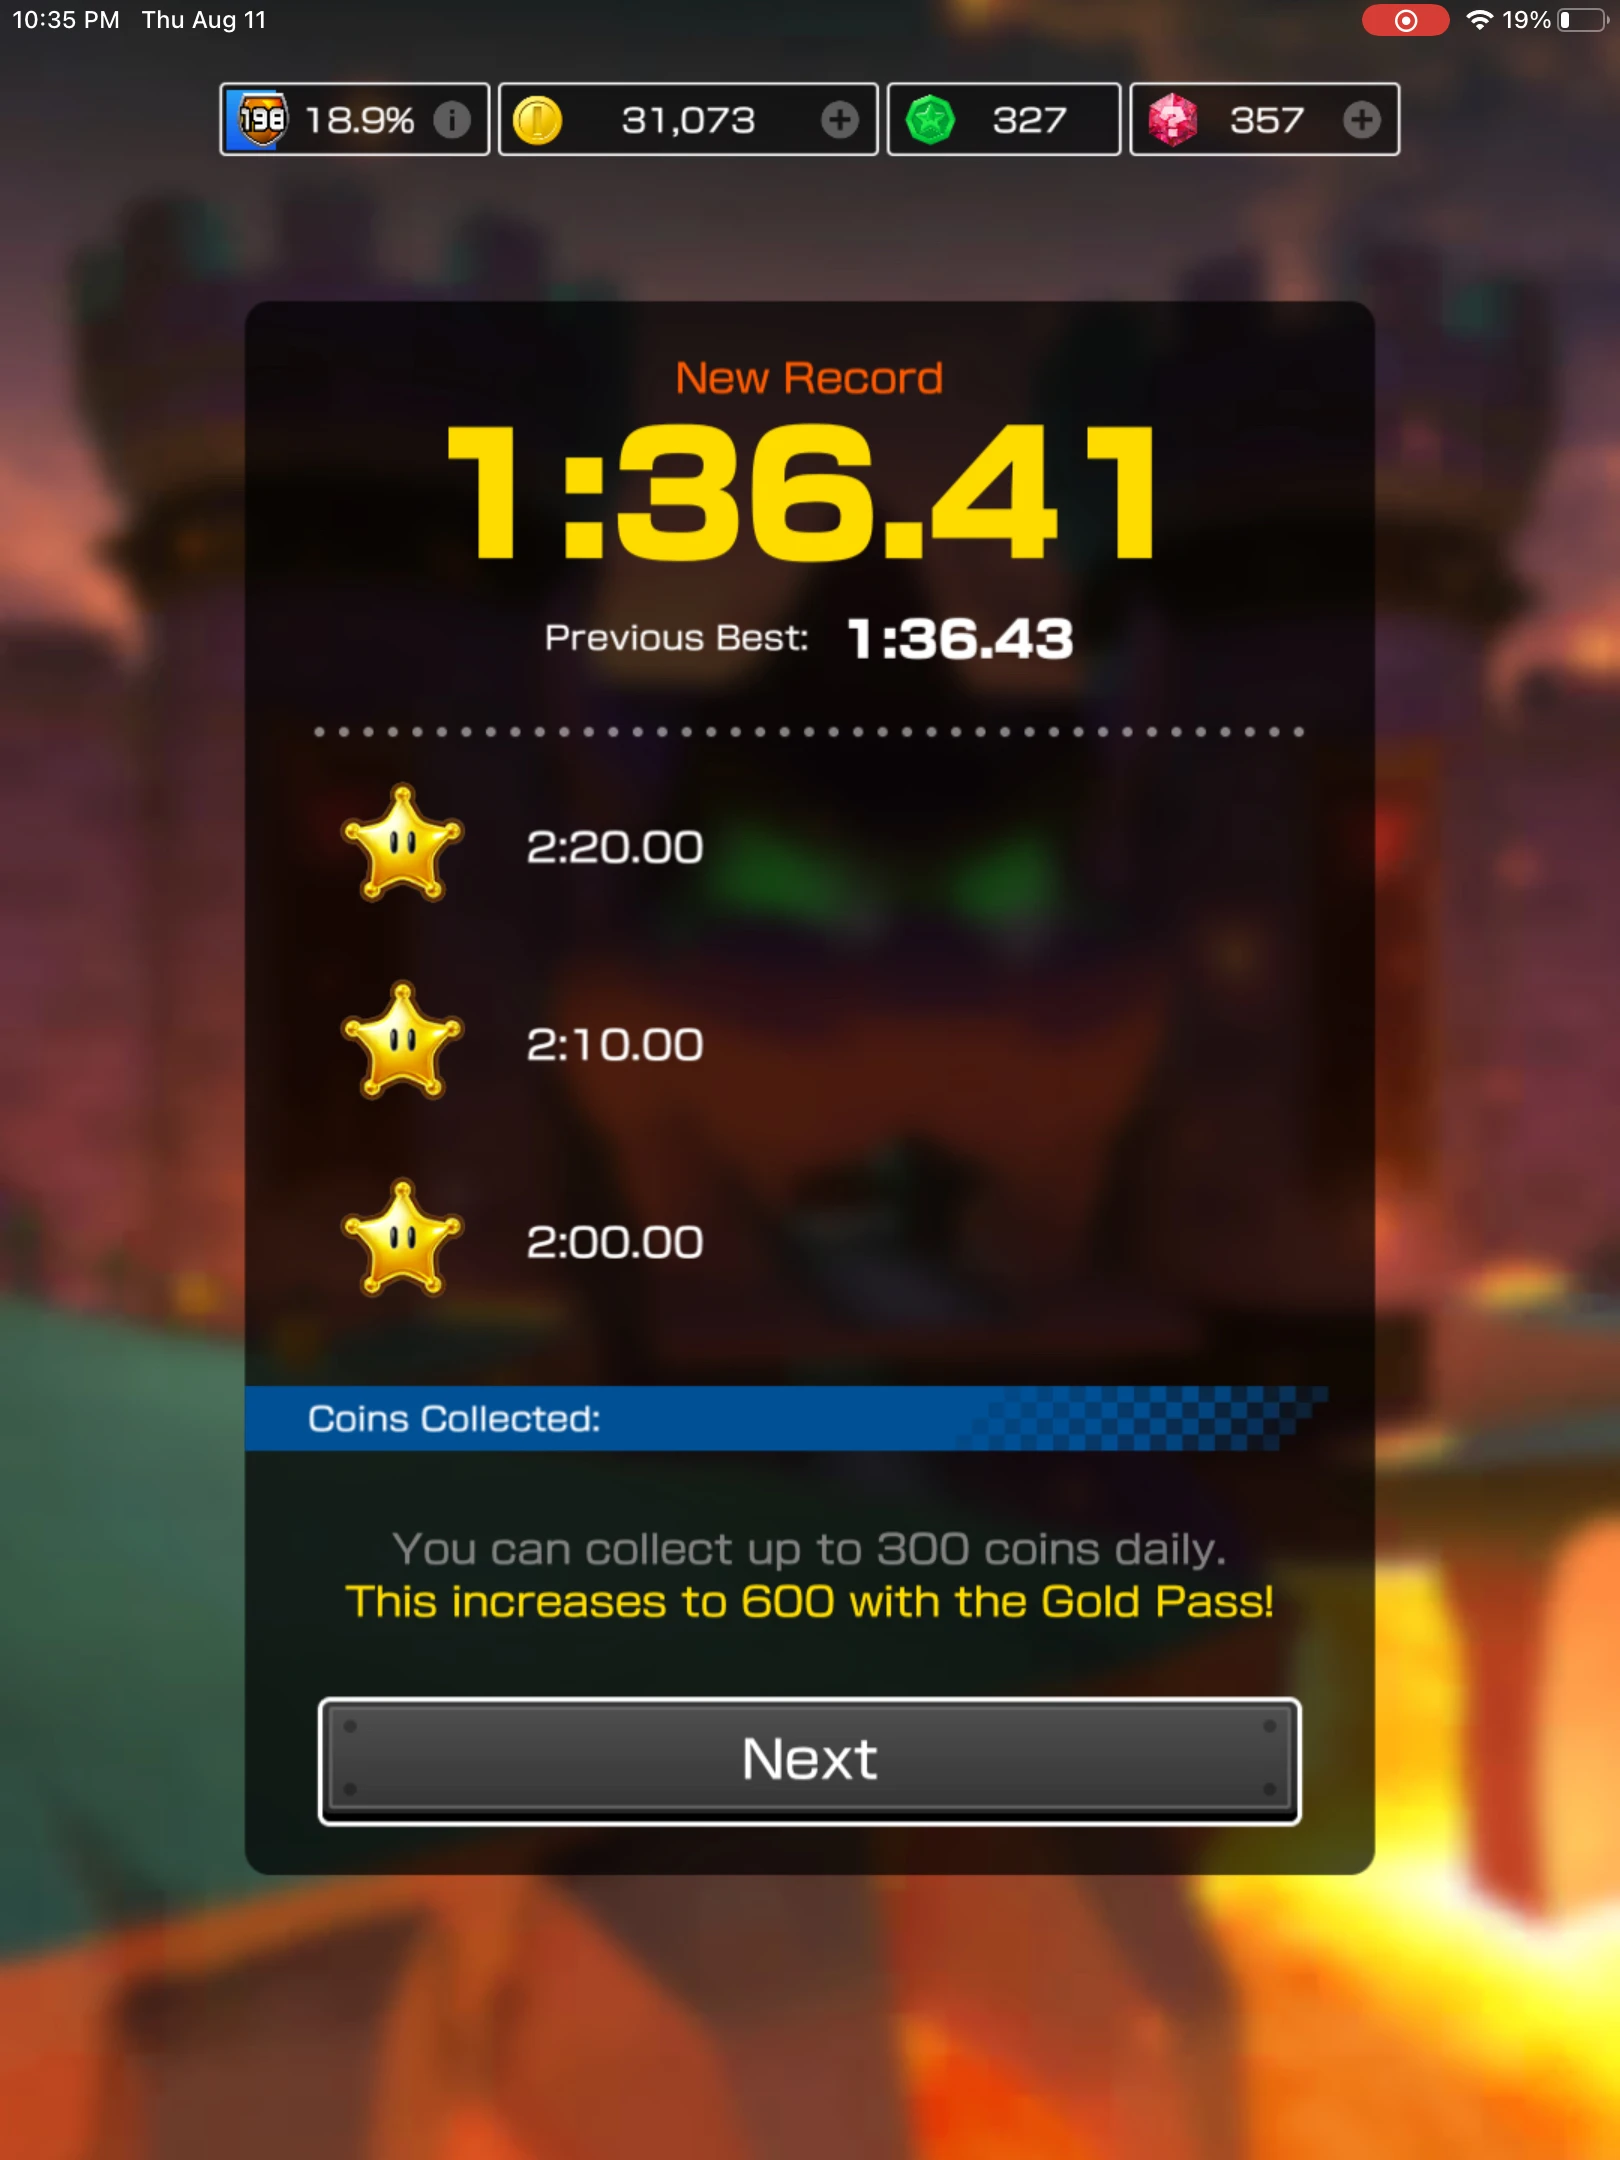 10:35 PM Thu Aug 11 19%
198 18.9% i 31,073 + 327 ? 357 +
New Record
1:36.41
Previous Best: 1:36.43
2:20.00
2:10.00
2:00.00
Coins Collected:
You can collect up to 300 coins daily.
This increases to 600 with the Gold Pass!
Next